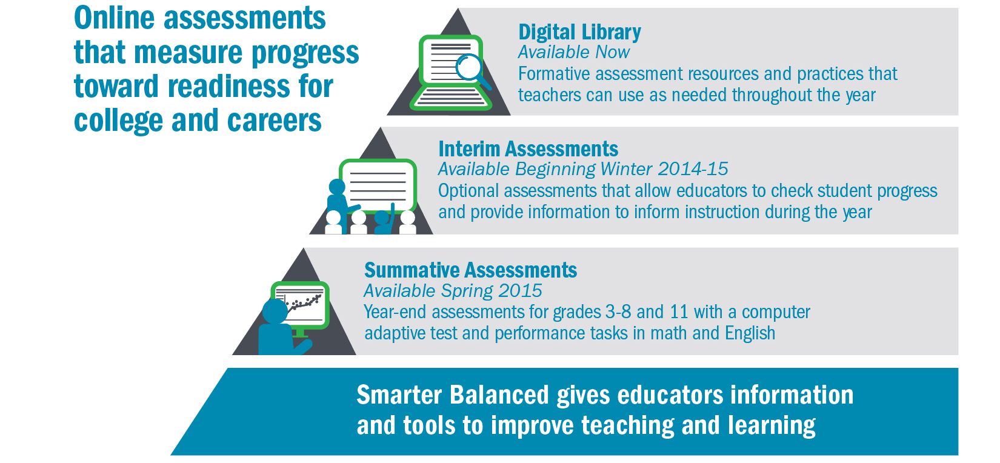 Online assessments
that measure progress
toward readiness for
college and careers
Digital Library
Available Now
Formative assessment resources and practices that
teachers can use as needed throughout the year
Interim Assessments
Available Beginning Winter 2014-15
Optional assessments that allow educators to check student progress
and provide information to inform instruction during the year
Summative Assessments
Available Spring 2015
Year-end assessments for grades 3-8 and 11 with a computer
adaptive test and performance tasks in math and English
Smarter Balanced gives educators information
and tools to improve teaching and learning